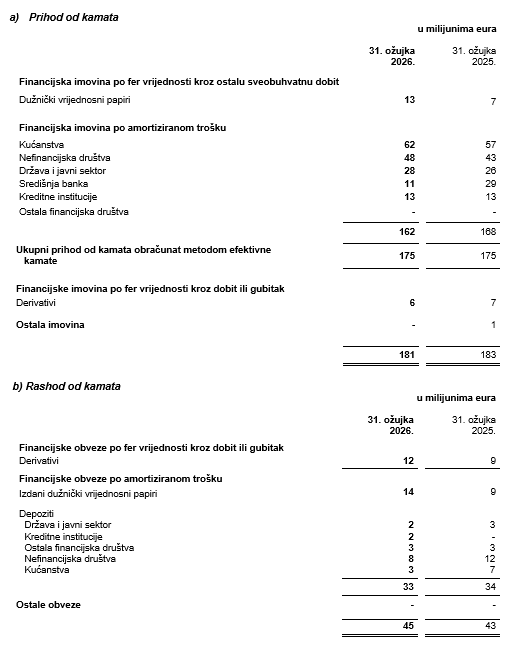 a) Prihod od kamata
u milijunima eura
31. ožujka 31. ožujka
2026. 2025.
Financijska imovina po fer vrijednosti kroz ostalu sveobuhvatnu dobit
Dužnički vrijednosni papiri 13 7
Financijska imovina po amortiziranom trošku
Kućanstva 62 57
Nefinancijska društva 48 43
Država i javni sektor 28 26
Središnja banka 11 29
Kreditne institucije 13 13
Ostala financijska društva - -
162 168
Ukupni prihod od kamata obračunat metodom efektivne
kamate 175 175
Financijske imovina po fer vrijednosti kroz dobit ili gubitak
Derivativi 6 7
Ostala imovina - 1
181 183
b) Rashod od kamata
u milijunima eura
31. ožujka 31. ožujka
2026. 2025.
Financijske obveze po fer vrijednosti kroz dobit ili gubitak
Derivativi 12 9
Financijske obveze po amortiziranom trošku
Izdani dužnički vrijednosni papiri 14 9
Depoziti
Država i javni sektor 2 3
Kreditne institucije 2 -
Ostala financijska društva 3 3
Nefinancijska društva 8 12
Kućanstva 3 7
33 34
Ostale obveze - -
45 43